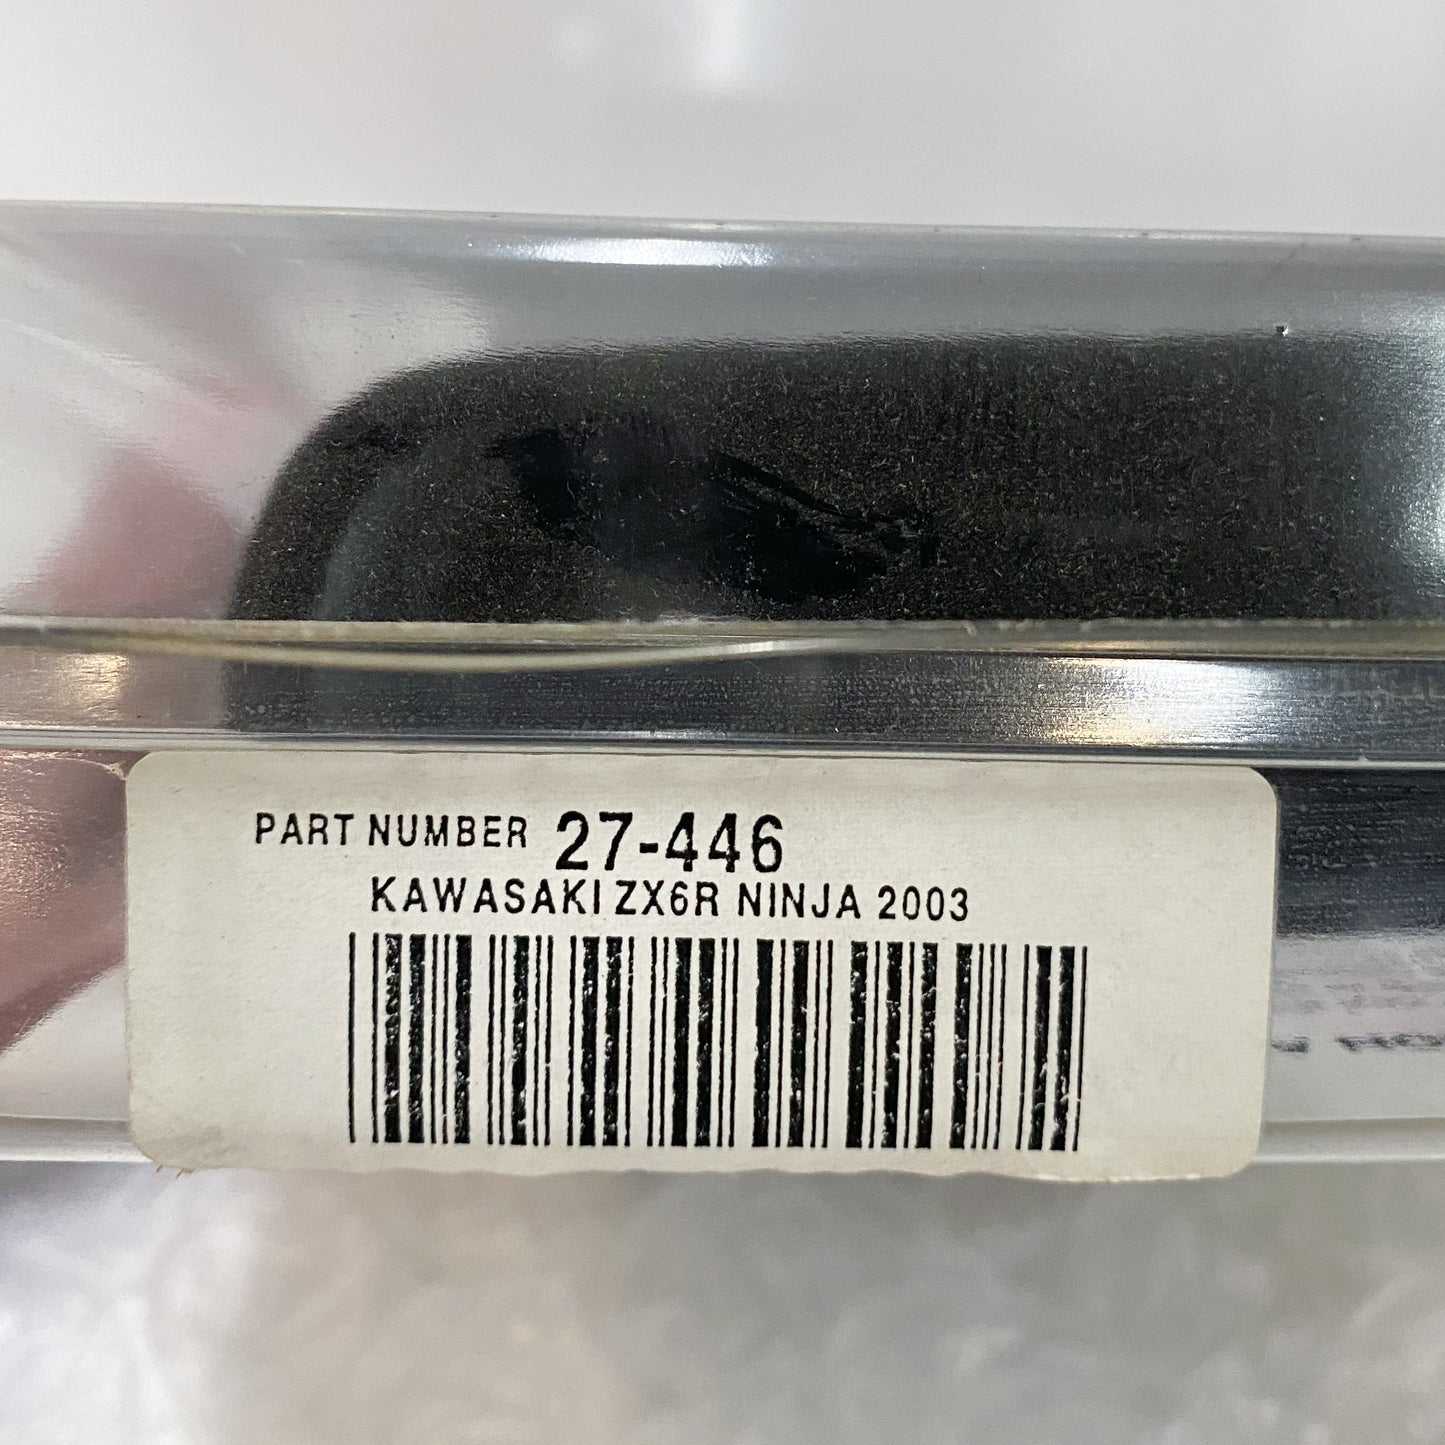 PART NUMBER 27-446
KAWASAKI ZX6R NINJA 2003